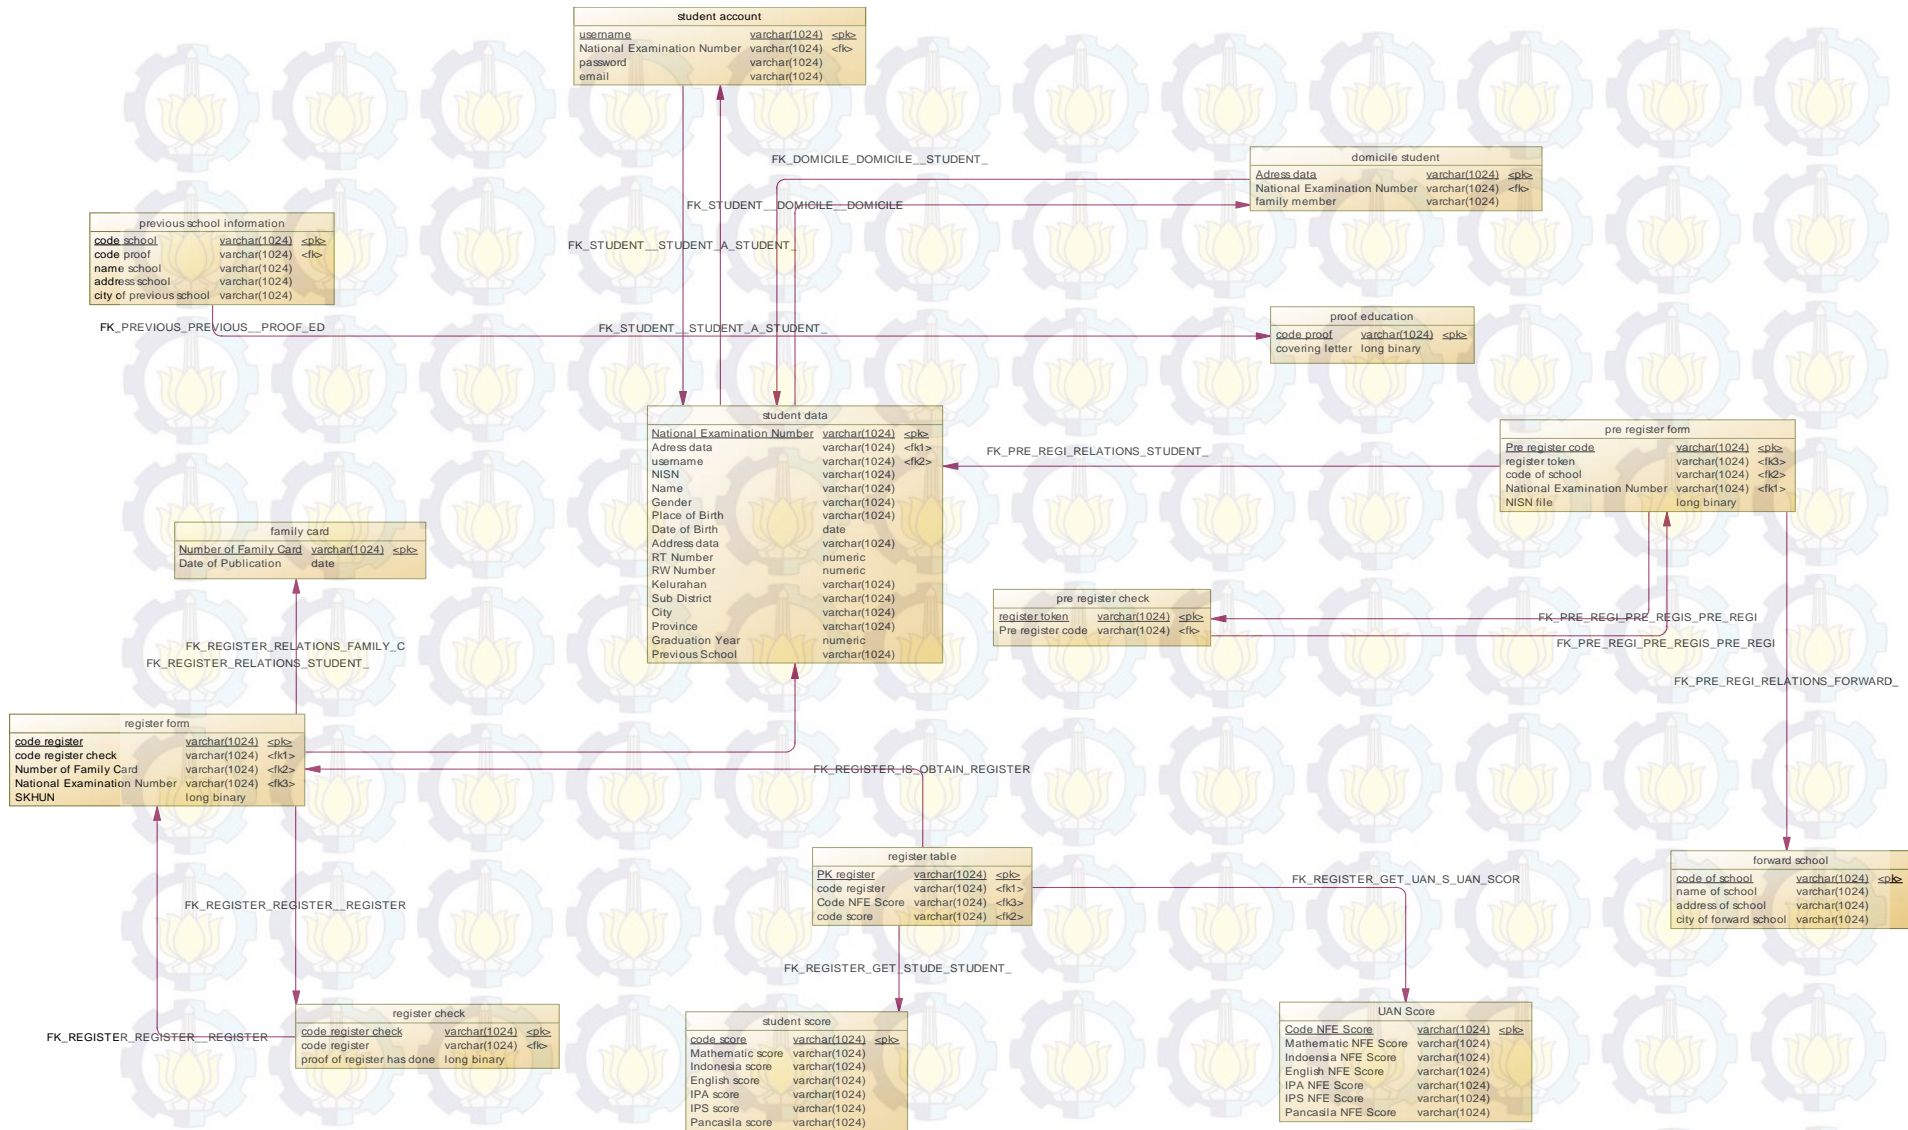 student account
username varchar(1024) <pk>
National Examination Number varchar(1024) <fk>
password varchar(1024)
email varchar(1024)
FK_DOMICILE_DOMICILE__STUDENT_
domicile student
Adress data varchar(1024) <pk>
National Examination Number varchar(1024) <fk>
family member varchar(1024)
FK_STUDENT__DOMICILE__DOMICILE
previous school information
code school varchar(1024) <pk>
code proof varchar(1024) <fk>
name school varchar(1024)
address school varchar(1024)
city of previous school varchar(1024)
FK_STUDENT__STUDENT_A_STUDENT_
FK_PREVIOUS_PREVIOUS__PROOF_ED
FK_STUDENT__STUDENT_A_STUDENT_
proof education
code proof varchar(1024) <pk>
covering letter long binary
student data
National Examination Number varchar(1024) <pk>
Adress data varchar(1024) <fk1>
username varchar(1024) <fk2>
NISN varchar(1024)
Name varchar(1024)
Gender varchar(1024)
Place of Birth varchar(1024)
Date of Birth date
Address data varchar(1024)
RT Number numeric
RW Number numeric
Kelurahan varchar(1024)
Sub District varchar(1024)
City varchar(1024)
Province varchar(1024)
Graduation Year numeric
Previous School varchar(1024)
FK_PRE_REGI_RELATIONS_STUDENT_
pre register form
Pre register code varchar(1024) <pk>
register token varchar(1024) <fk3>
code of school varchar(1024) <fk2>
National Examination Number varchar(1024) <fk1>
NISN file long binary
family card
Number of Family Card varchar(1024) <pk>
Date of Publication date
pre register check
register token varchar(1024) <pk>
Pre register code varchar(1024) <fk>
FK_PRE_REGI_PRE_REGIS_PRE_REGI
FK_PRE_REGI_PRE_REGIS_PRE_REGI
FK_REGISTER_RELATIONS_FAMILY_C
FK_REGISTER_RELATIONS_STUDENT_
FK_PRE_REGI_RELATIONS_FORWARD_
register form
code register varchar(1024) <pk>
code register check varchar(1024) <fk1>
Number of Family Card varchar(1024) <fk2>
National Examination Number varchar(1024) <fk3>
SKHUN long binary
FK_REGISTER_IS_OBTAIN_REGISTER
register table
PK register varchar(1024) <pk>
code register varchar(1024) <fk1>
Code NFE Score varchar(1024) <fk3>
code score varchar(1024) <fk2>
FK_REGISTER_GET_UAN_S_UAN_SCOR
forward school
code of school varchar(1024) <pk>
name of school varchar(1024)
address of school varchar(1024)
city of forward school varchar(1024)
FK_REGISTER_REGISTER__REGISTER
FK_REGISTER_GET_STUDE_STUDENT_
register check
code register check varchar(1024) <pk>
code register varchar(1024) <fk>
proof of register has done long binary
FK_REGISTER_REGISTER__REGISTER
student score
code score varchar(1024) <pk>
Mathematic score varchar(1024)
Indonesia score varchar(1024)
English score varchar(1024)
IPA score varchar(1024)
IPS score varchar(1024)
Pancasila score varchar(1024)
UAN Score
Code NFE Score varchar(1024) <pk>
Mathematic NFE Score varchar(1024)
Indoensia NFE Score varchar(1024)
English NFE Score varchar(1024)
IPA NFE Score varchar(1024)
IPS NFE Score varchar(1024)
Pancasila NFE Score varchar(1024)